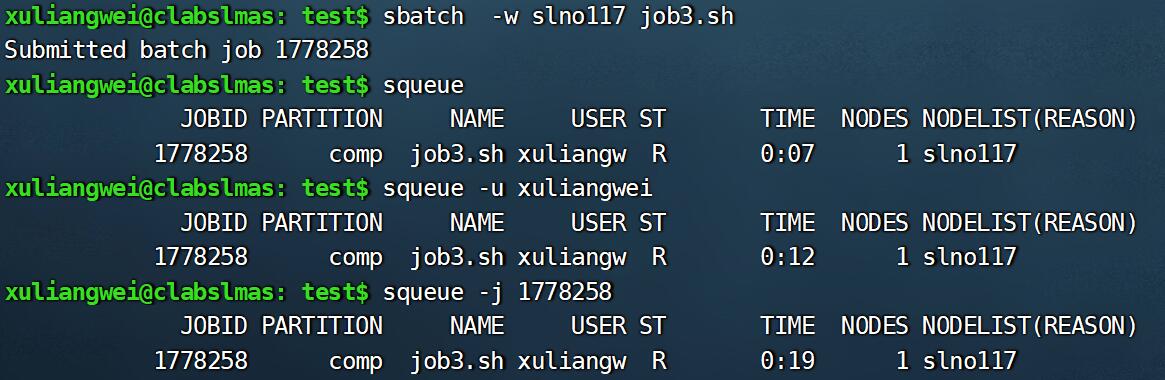 xuliangwei@clabslmas: test$ sbatch  -w slno117 job3.sh
Submitted batch job 1778258
xuliangwei@clabslmas: test$ squeue
             JOBID PARTITION     NAME     USER ST       TIME  NODES NODELIST(REASON)
           1778258      comp  job3.sh xuliangw  R       0:07      1 slno117
xuliangwei@clabslmas: test$ squeue -u xuliangwei
             JOBID PARTITION     NAME     USER ST       TIME  NODES NODELIST(REASON)
           1778258      comp  job3.sh xuliangw  R       0:12      1 slno117
xuliangwei@clabslmas: test$ squeue -j 1778258
             JOBID PARTITION     NAME     USER ST       TIME  NODES NODELIST(REASON)
           1778258      comp  job3.sh xuliangw  R       0:19      1 slno117